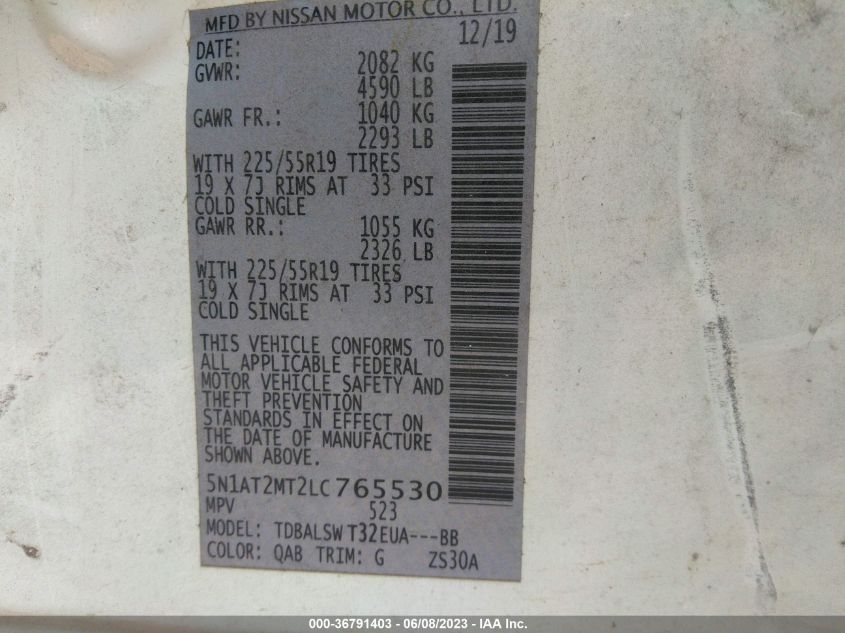 MFD BY NISSAN MOTOR CO., LTD.
DATE: 12/19
GVWR: 2082 KG
4590 LB
GAWR FR.: 1040 KG
2293 LB
WITH 225/55R19 TIRES
19 X 7J RIMS AT 33 PSI
COLD SINGLE
GAWR RR.: 1055 KG
2326 LB
WITH 225/55R19 TIRES
19 X 7J RIMS AT 33 PSI
COLD SINGLE
THIS VEHICLE CONFORMS TO
ALL APPLICABLE FEDERAL
MOTOR VEHICLE SAFETY AND
THEFT PREVENTION
STANDARDS IN EFFECT ON
THE DATE OF MANUFACTURE
SHOWN ABOVE.
5N1AT2MT2LC765530
MPV 523
MODEL: TDBALSW T32EUA---BB
COLOR: QAB TRIM: G ZS30A
000-36791403 - 06/08/2023 - IAA Inc.